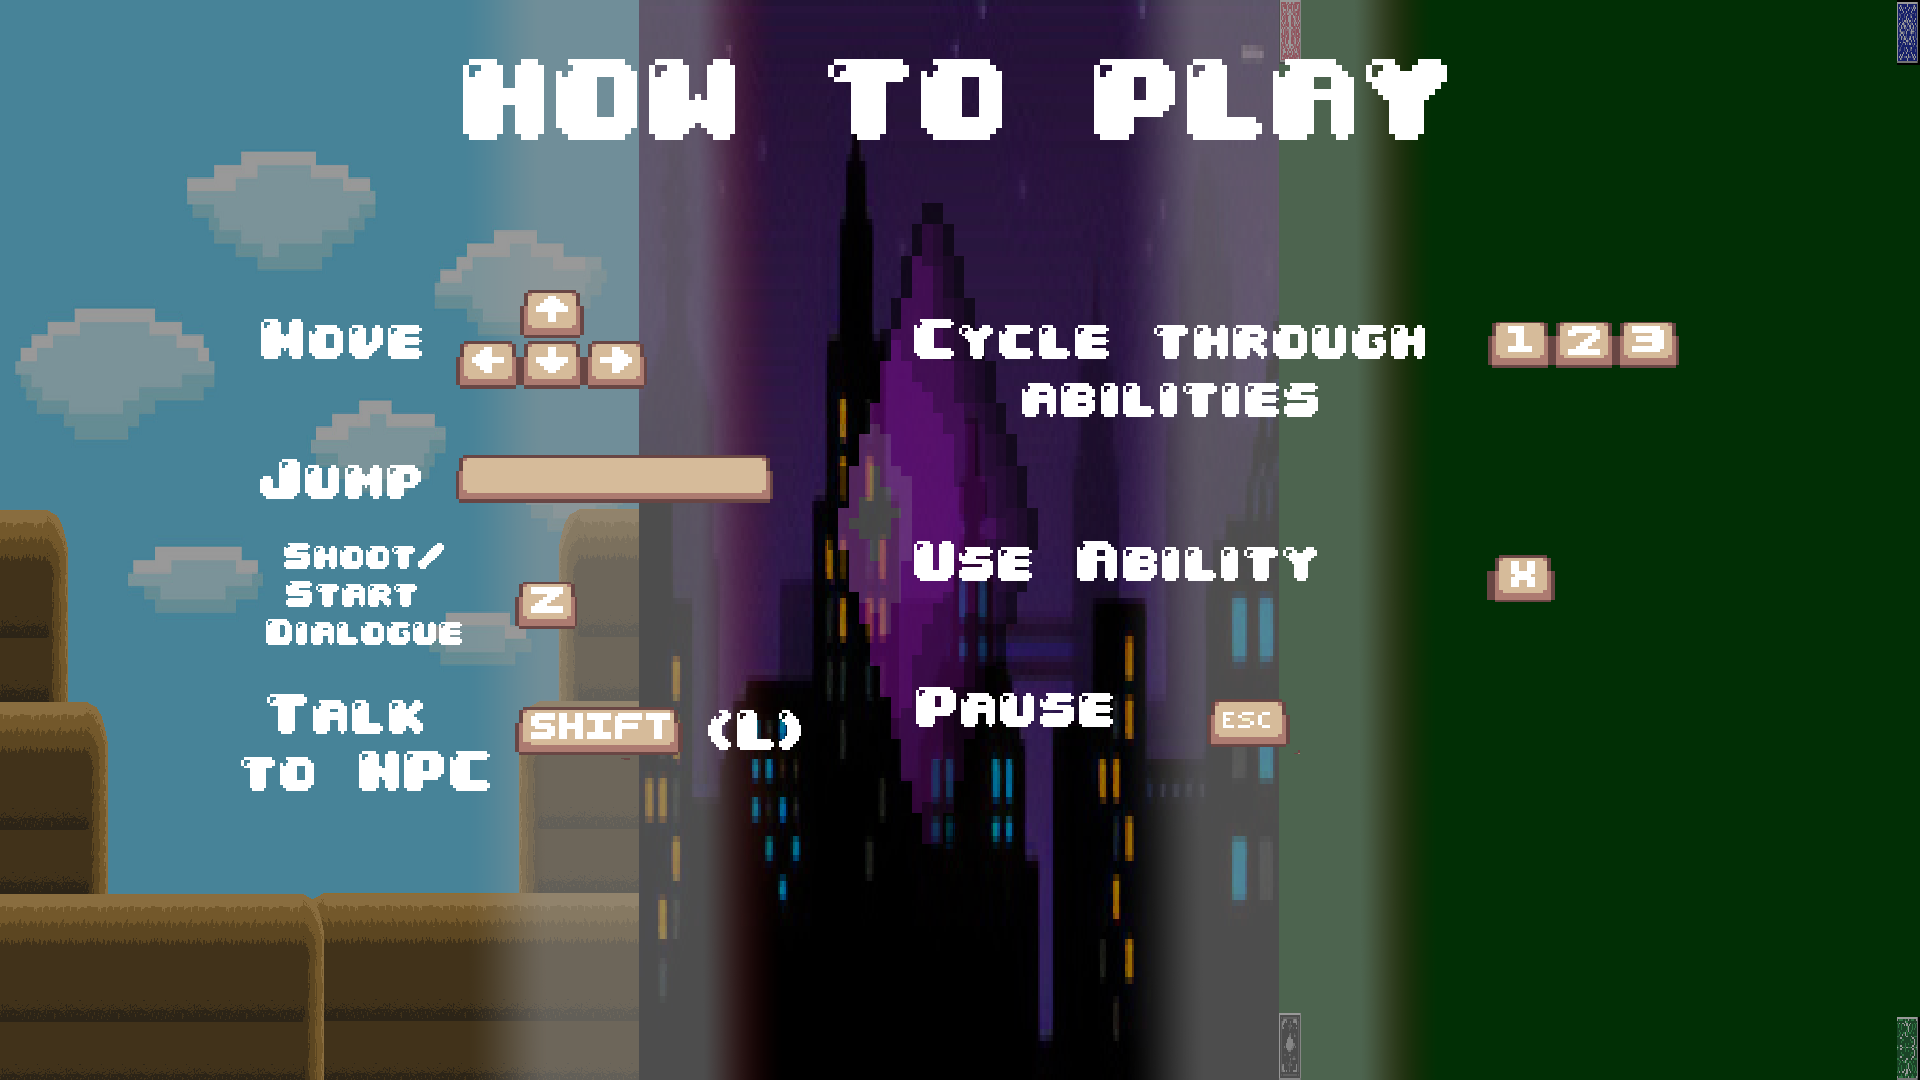 HOW TO PLAY
MOVE
↑
← ↓ →
JUMP
SHOOT/
START
DIALOGUE
Z
TALK
TO NPC
SHIFT (L)
CYCLE THROUGH
ABILITIES
1 2 3
USE ABILITY
X
PAUSE
ESC